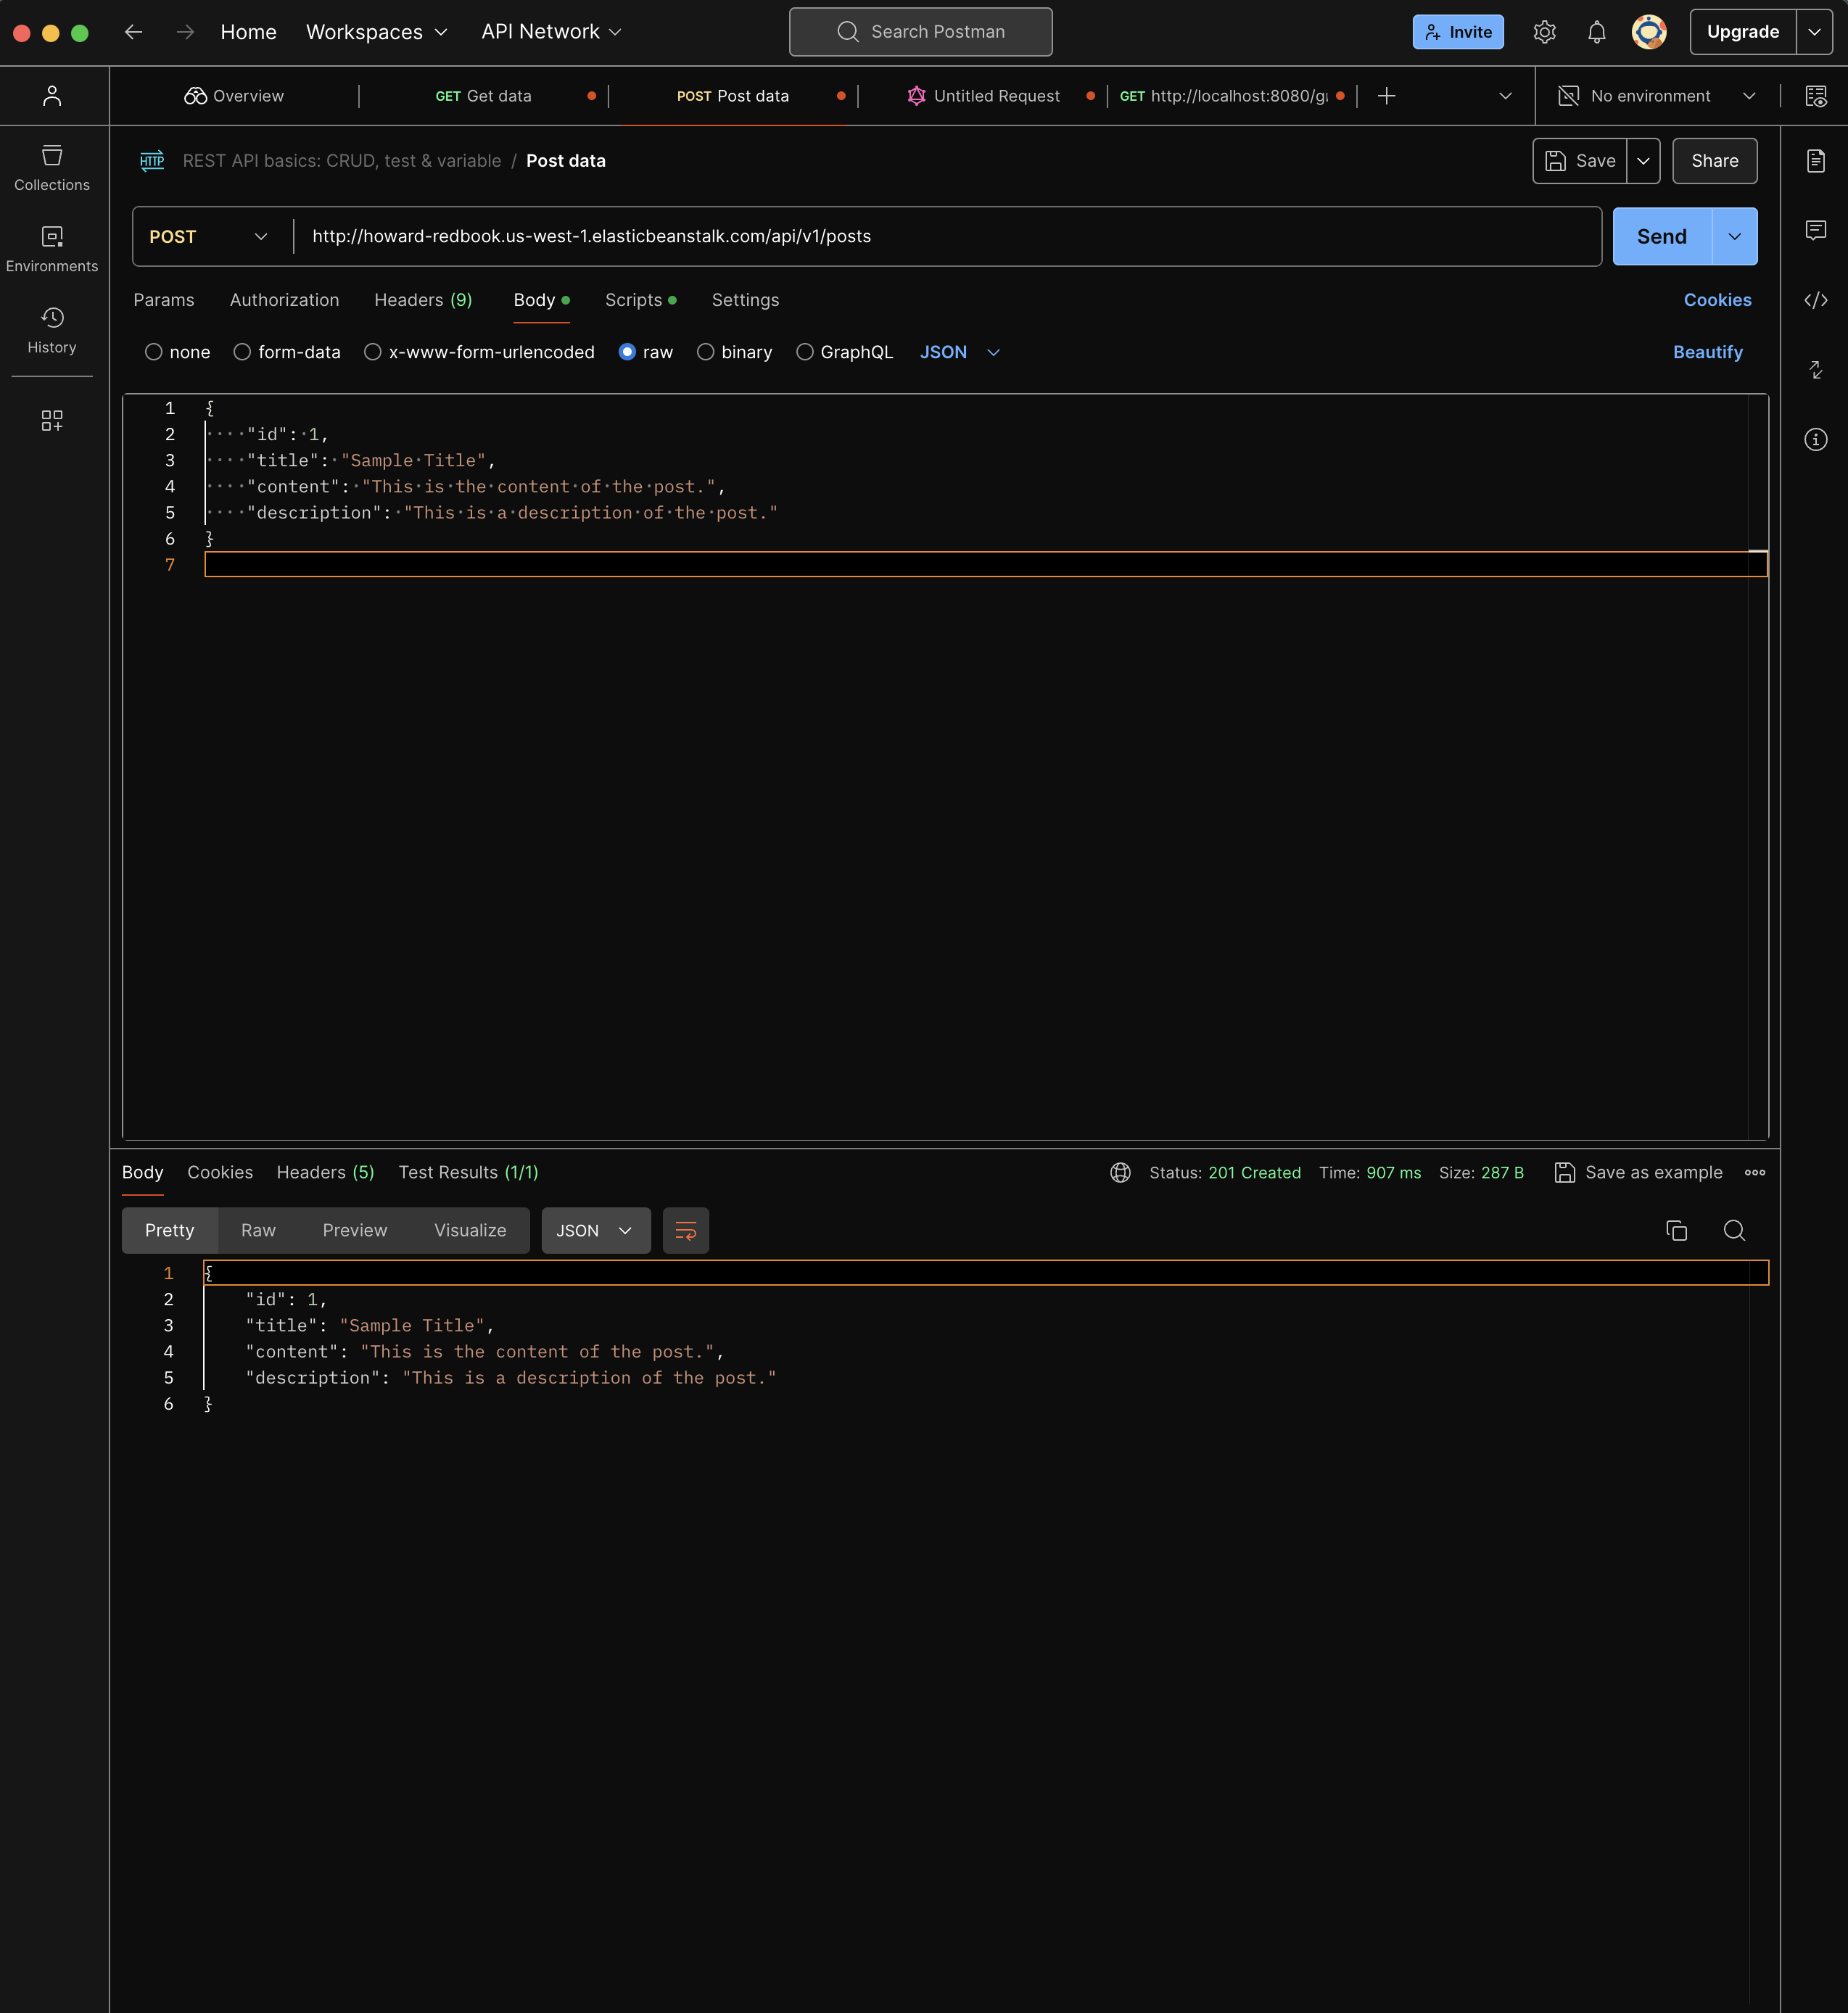 Home Workspaces API Network Search Postman Invite Upgrade
Overview GET Get data POST Post data Untitled Request GET http://localhost:8080/g No environment
HTTP REST API basics: CRUD, test & variable / Post data Save Share
Collections
POST http://howard-redbook.us-west-1.elasticbeanstalk.com/api/v1/posts Send
Environments
Params Authorization Headers (9) Body Scripts Settings Cookies
History
none form-data x-www-form-urlencoded raw binary GraphQL JSON Beautify
1 {
2 "id": 1,
3 "title": "Sample Title",
4 "content": "This is the content of the post.",
5 "description": "This is a description of the post."
6 }
7
Body Cookies Headers (5) Test Results (1/1) Status: 201 Created Time: 907 ms Size: 287 B Save as example
Pretty Raw Preview Visualize JSON
1 {
2 "id": 1,
3 "title": "Sample Title",
4 "content": "This is the content of the post.",
5 "description": "This is a description of the post."
6 }